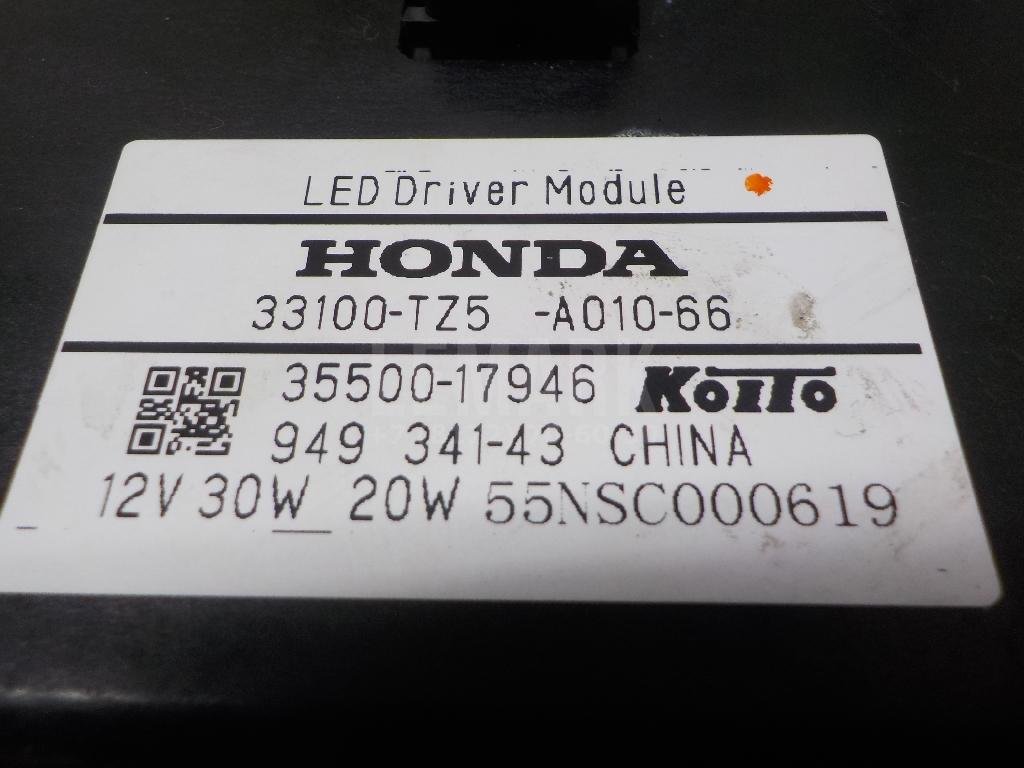 LED Driver Module
HONDA
33100-TZ5 -A010-66
35500-17946 KOITO
949 341-43 CHINA
12V 30W 20W 55NSC000619
LEMARK